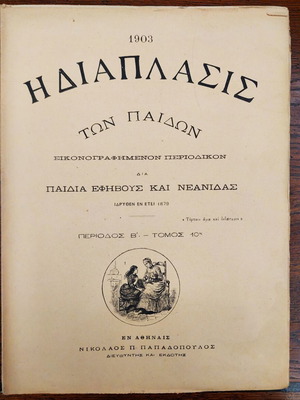 1903
Η ΔΙΑΠΛΑΣΙΣ
ΤΩΝ ΠΑΙΔΩΝ
ΕΙΚΟΝΟΓΡΑΦΗΜΕΝΟΝ ΠΕΡΙΟΔΙΚΟΝ
ΔΙΑ
ΠΑΙΔΙΑ ΕΦΗΒΟΥΣ ΚΑΙ ΝΕΑΝΙΔΑΣ
ΙΔΡΥΘΕΝ ΕΝ ΕΤΕΙ 1879
ΠΕΡΙΟΔΟΣ Β'. – ΤΟΜΟΣ 10ος
ΕΝ ΑΘΗΝΑΙΣ
ΝΙΚΟΛΑΟΣ Π. ΠΑΠΑΔΟΠΟΥΛΟΣ
ΔΙΕΥΘΥΝΤΗΣ ΚΑΙ ΕΚΔΟΤΗΣ